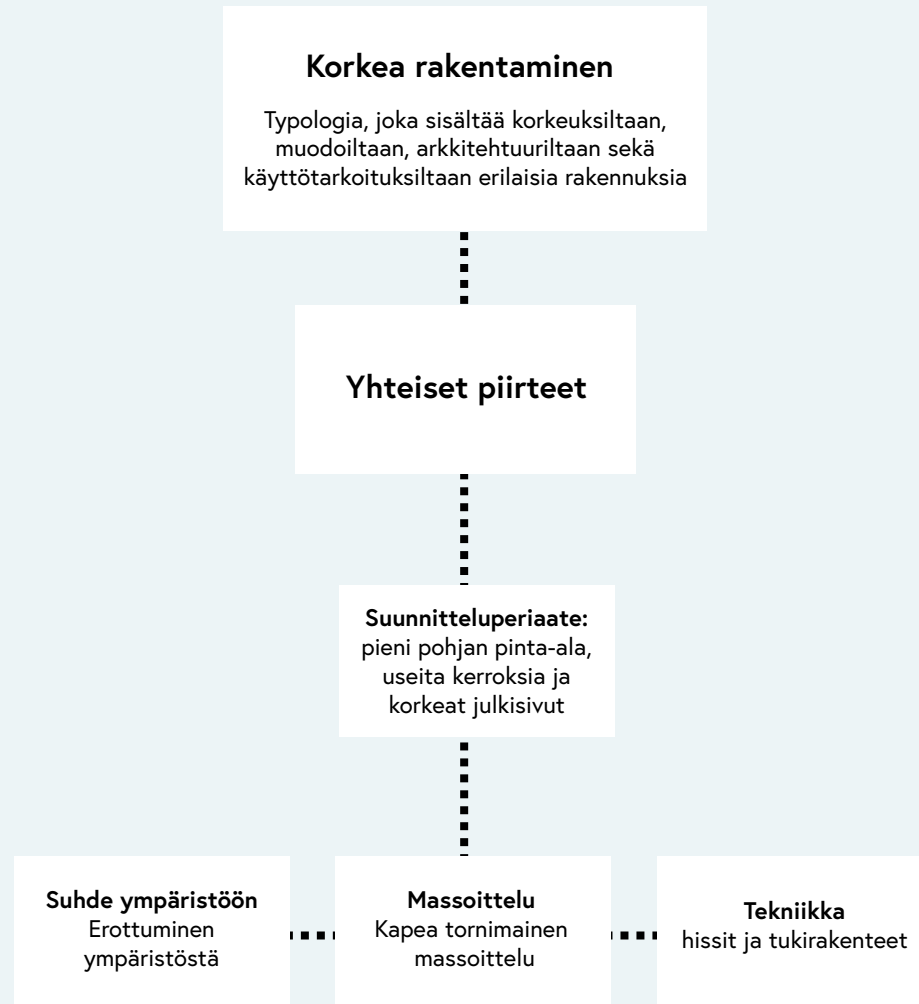 Korkea rakentaminen
Typologia, joka sisältää korkeuksiltaan,
muodoiltaan, arkkitehtuuriltaan sekä
käyttötarkoituksiltaan erilaisia rakennuksia
Yhteiset piirteet
Suunnitteluperiaate:
pieni pohjan pinta-ala,
useita kerroksia ja
korkeat julkisivut
Suhde ympäristöön
Erottuminen
ympäristöstä
Massoittelu
Kapea tornimainen
massoittelu
Tekniikka
hissit ja tukirakenteet